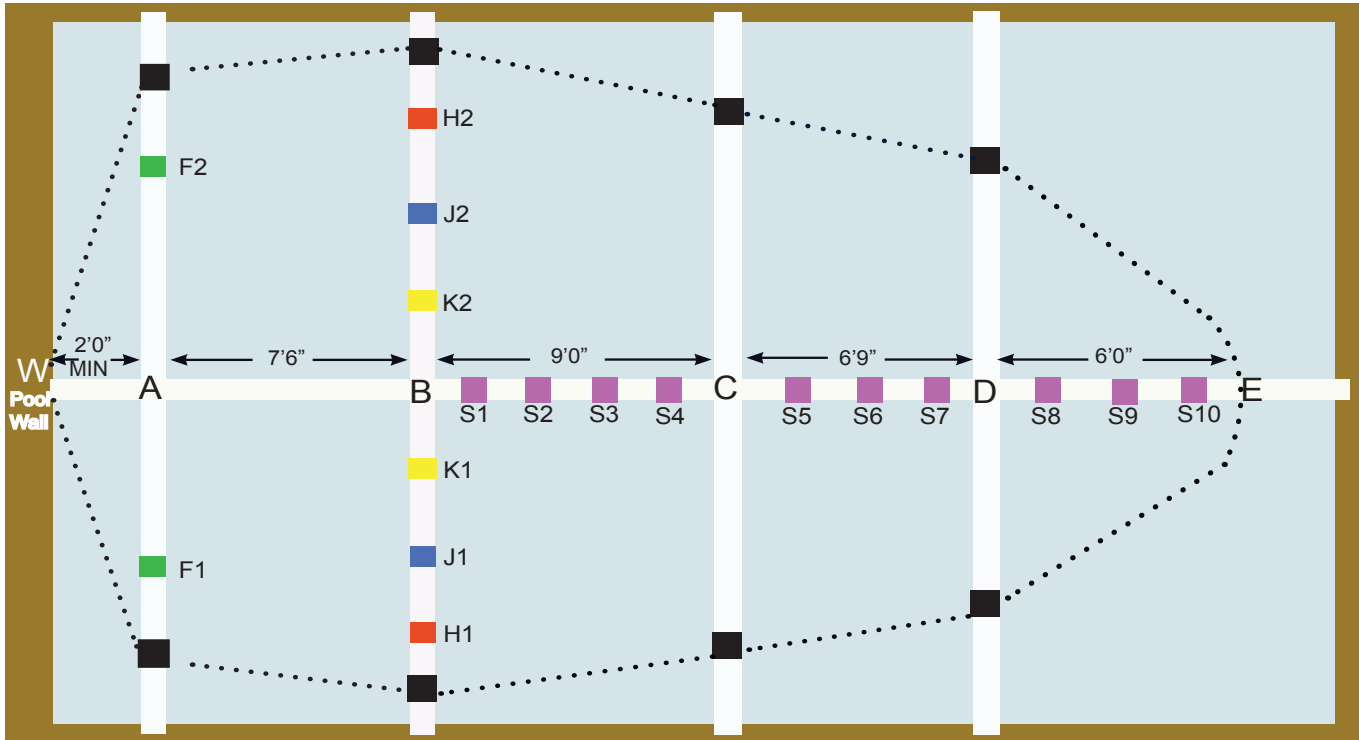 H2
F2
J2
K2
2’0”
MIN
7’6”
9’0”
6’9”
6’0”
W
Pool
Wall
A
B
C
D
E
S1
S2
S3
S4
S5
S6
S7
S8
S9
S10
K1
J1
F1
H1